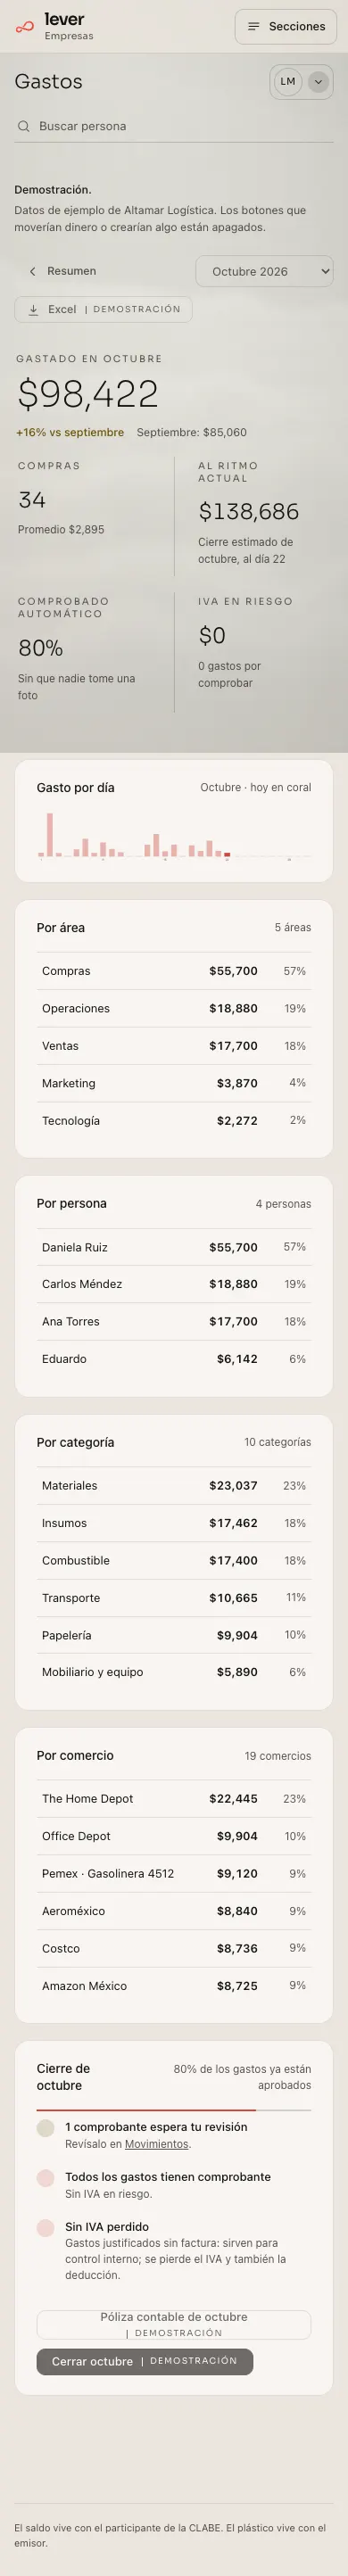 lever
Empresas
Secciones
Gastos
LM
Buscar persona
Demostración.
Datos de ejemplo de Altamar Logística. Los botones que
moverían dinero o crearían algo están apagados.
Resumen
Octubre 2026
Excel | DEMOSTRACIÓN
GASTADO EN OCTUBRE
$98,422
+16% vs septiembre Septiembre: $85,060
COMPRAS
34
Promedio $2,895
AL RITMO
ACTUAL
$138,686
Cierre estimado de
octubre, al día 22
COMPROBADO
AUTOMÁTICO
80%
Sin que nadie tome una
foto
IVA EN RIESGO
$0
0 gastos por
comprobar
Gasto por día
Octubre · hoy en coral
Por área
5 áreas
Compras $55,700 57%
Operaciones $18,880 19%
Ventas $17,700 18%
Marketing $3,870 4%
Tecnología $2,272 2%
Por persona
4 personas
Daniela Ruiz $55,700 57%
Carlos Méndez $18,880 19%
Ana Torres $17,700 18%
Eduardo $6,142 6%
Por categoría
10 categorías
Materiales $23,037 23%
Insumos $17,462 18%
Combustible $17,400 18%
Transporte $10,665 11%
Papelería $9,904 10%
Mobiliario y equipo $5,890 6%
Por comercio
19 comercios
The Home Depot $22,445 23%
Office Depot $9,904 10%
Pemex · Gasolinera 4512 $9,120 9%
Aeroméxico $8,840 9%
Costco $8,736 9%
Amazon México $8,725 9%
Cierre de
octubre
80% de los gastos ya están
aprobados
1 comprobante espera tu revisión
Revísalo en Movimientos.
Todos los gastos tienen comprobante
Sin IVA en riesgo.
Sin IVA perdido
Gastos justificados sin factura: sirven para
control interno; se pierde el IVA y también la
deducción.
Póliza contable de octubre
| DEMOSTRACIÓN
Cerrar octubre | DEMOSTRACIÓN
El saldo vive con el participante de la CLABE. El plástico vive con el
emisor.